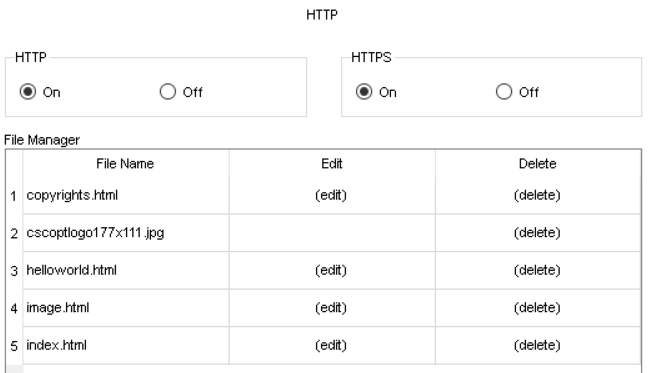 HTTP
HTTP HTTPS
On Off On Off
File Manager
File Name Edit Delete
1 copyrights.html (edit) (delete)
2 cscoptlogo177x111.jpg (delete)
3 helloworld.html (edit) (delete)
4 image.html (edit) (delete)
5 index.html (edit) (delete)